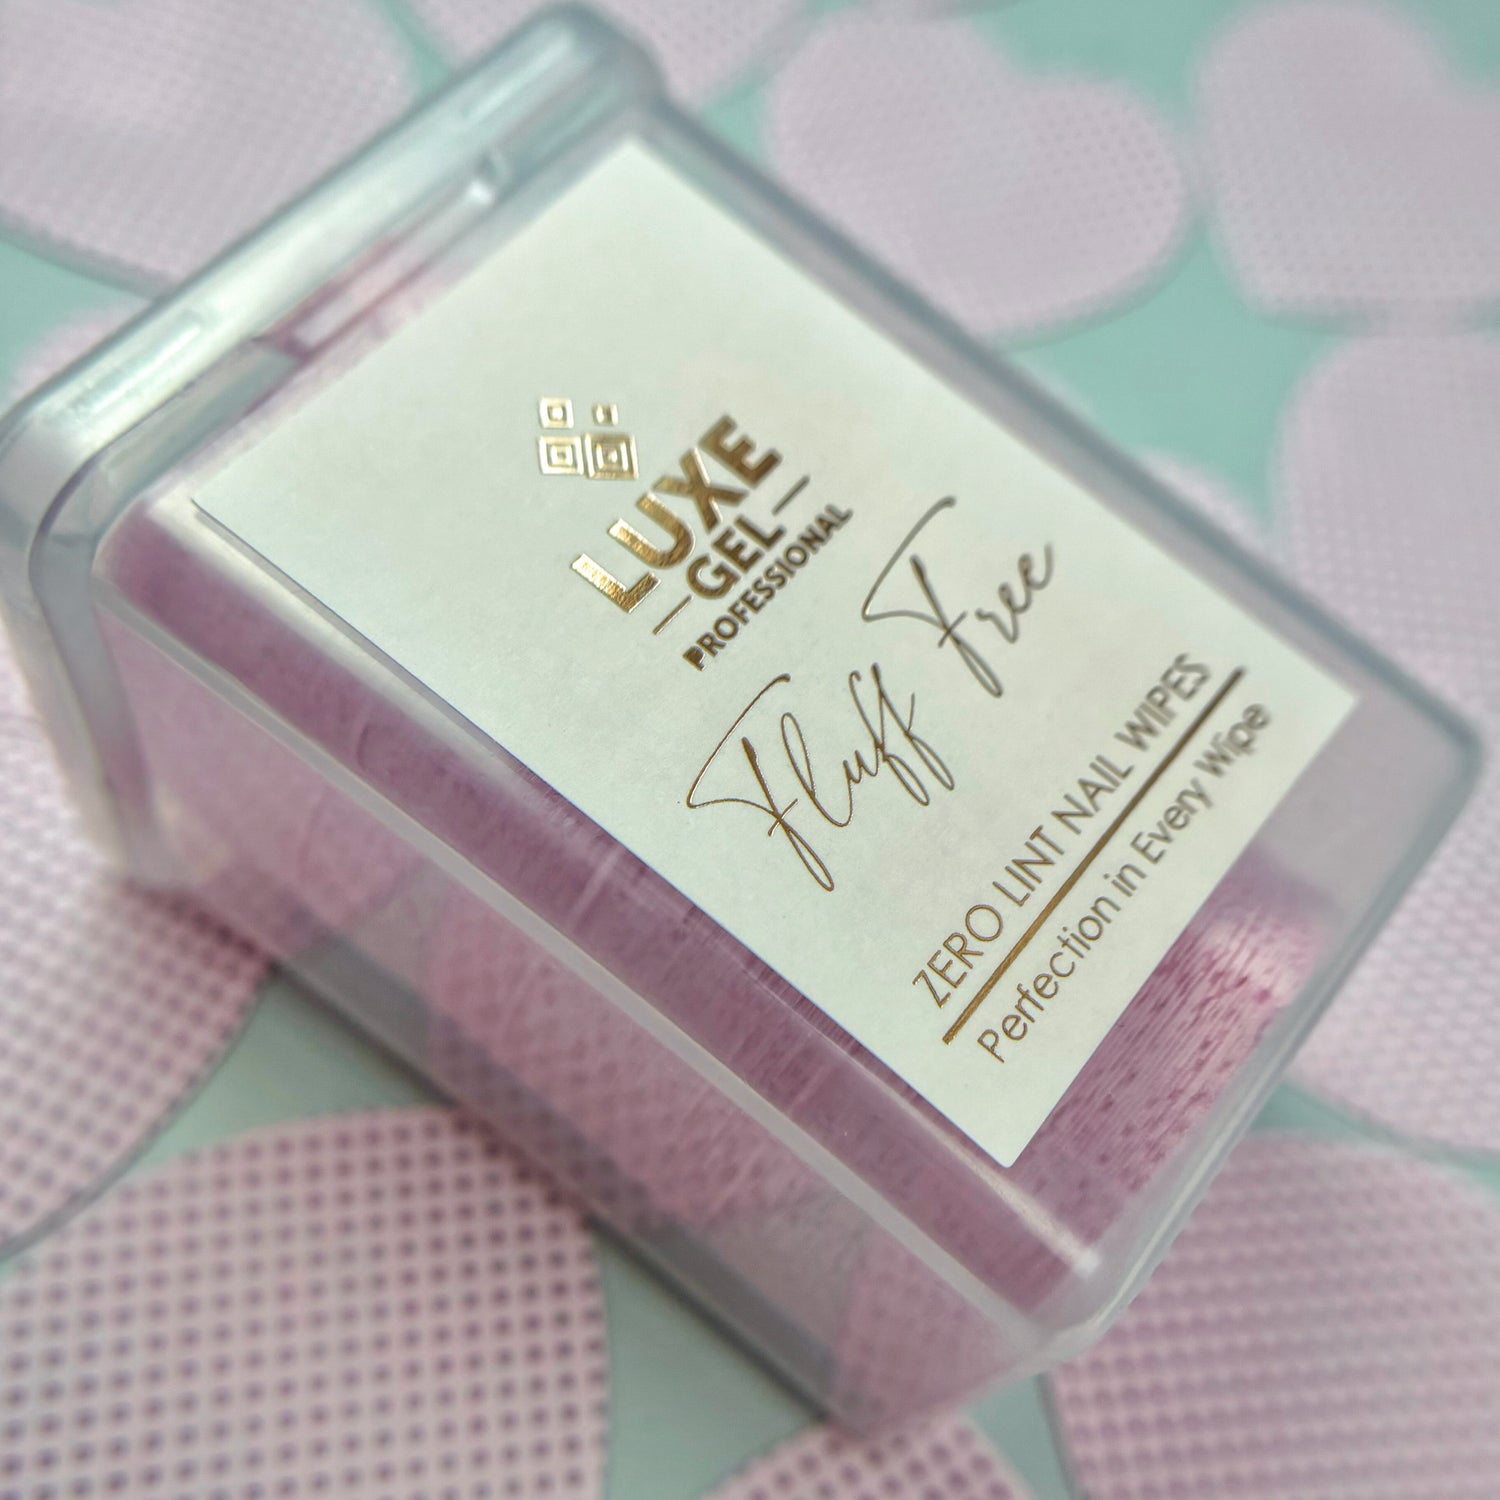 LUXE
GEL
PROFESSIONAL
Fluff Free
ZERO LINT NAIL WIPES
Perfection in Every Wipe